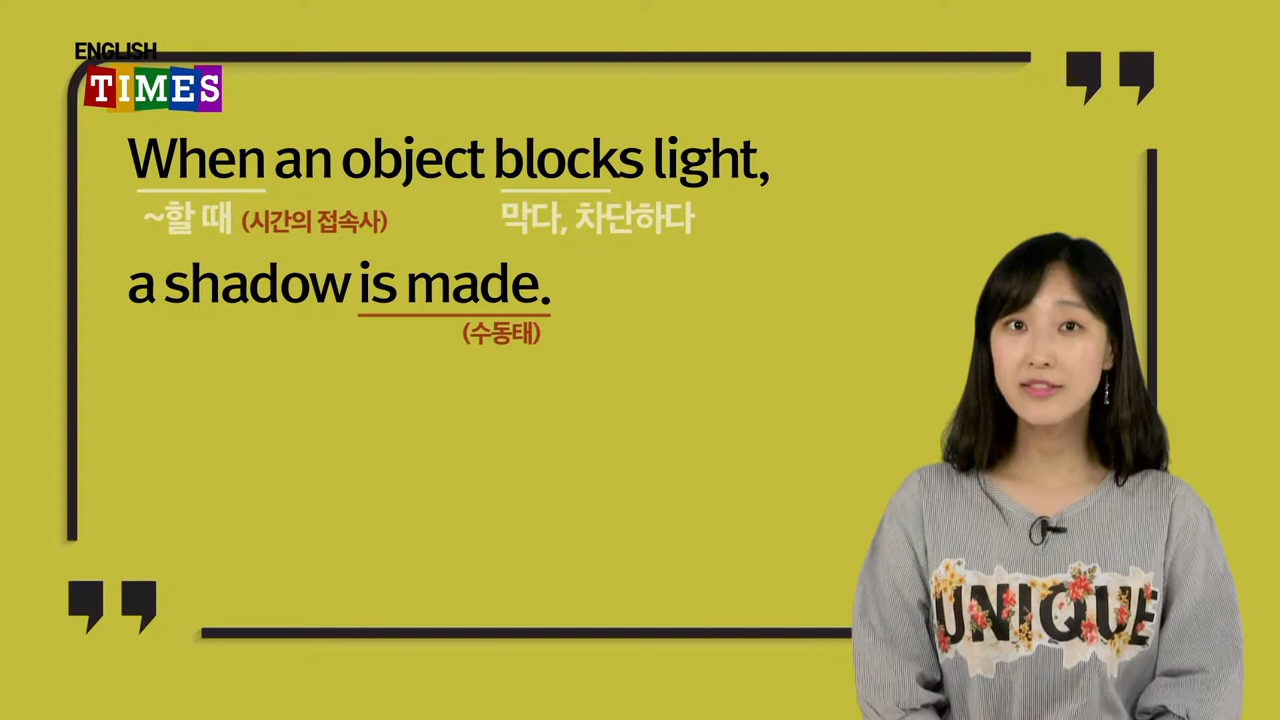 ENGLISH
TIMES
When an object blocks light,
~할 때 (시간의 접속사) 막다, 차단하다
a shadow is made.
(수동태)
UNIQUE